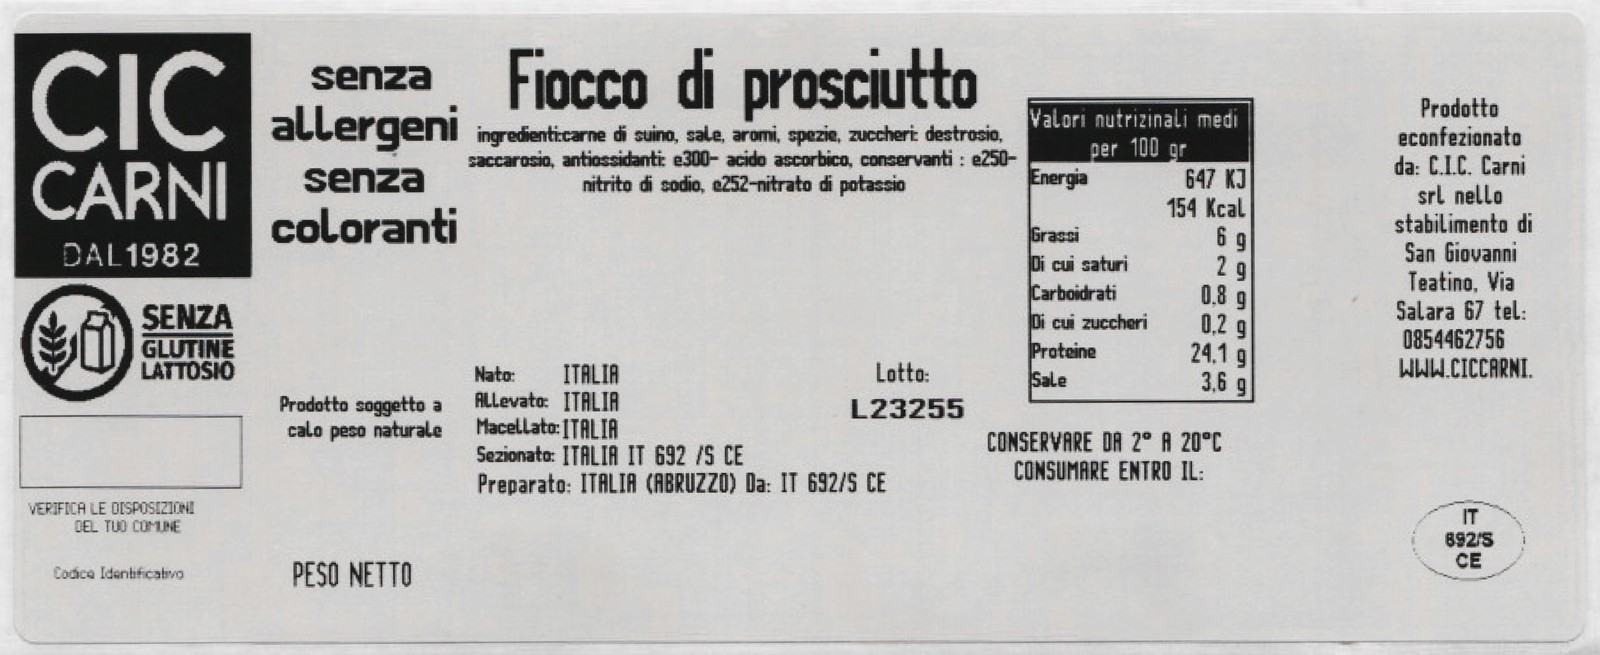 CIC
CARNI
DAL1982
SENZA
GLUTINE
LATTOSIO
VERIFICA LE DISPOSIZIONI
DEL TUO COMUNE
Codice Identificativo
senza
allergeni
senza
coloranti
Prodotto soggetto a
calo peso naturale
PESO NETTO
Fiocco di prosciutto
ingredienti:carne di suino, sale, aromi, spezie, zuccheri: destrosio,
saccarosio, antiossidanti: e300- acido ascorbico, conservanti : e250-
nitrito di sodio, e252-nitrato di potassio
Nato: ITALIA
Allevato: ITALIA
Macellato: ITALIA
Sezionato: ITALIA IT 692 /S CE
Preparato: ITALIA (ABRUZZO) Da: IT 692/S CE
Lotto:
L23255
Valori nutrizinali medi
per 100 gr
Energia 647 KJ
154 Kcal
Grassi 6 g
Di cui saturi 2 g
Carboidrati 0,8 g
Di cui zuccheri 0,2 g
Proteine 24,1 g
Sale 3,6 g
CONSERVARE DA 2° A 20°C
CONSUMARE ENTRO IL:
Prodotto
econfezionato
da: C.I.C. Carni
srl nello
stabilimento di
San Giovanni
Teatino, Via
Salara 67 tel:
0854462756
WWW.CICCARNI.
IT
692/S
CE